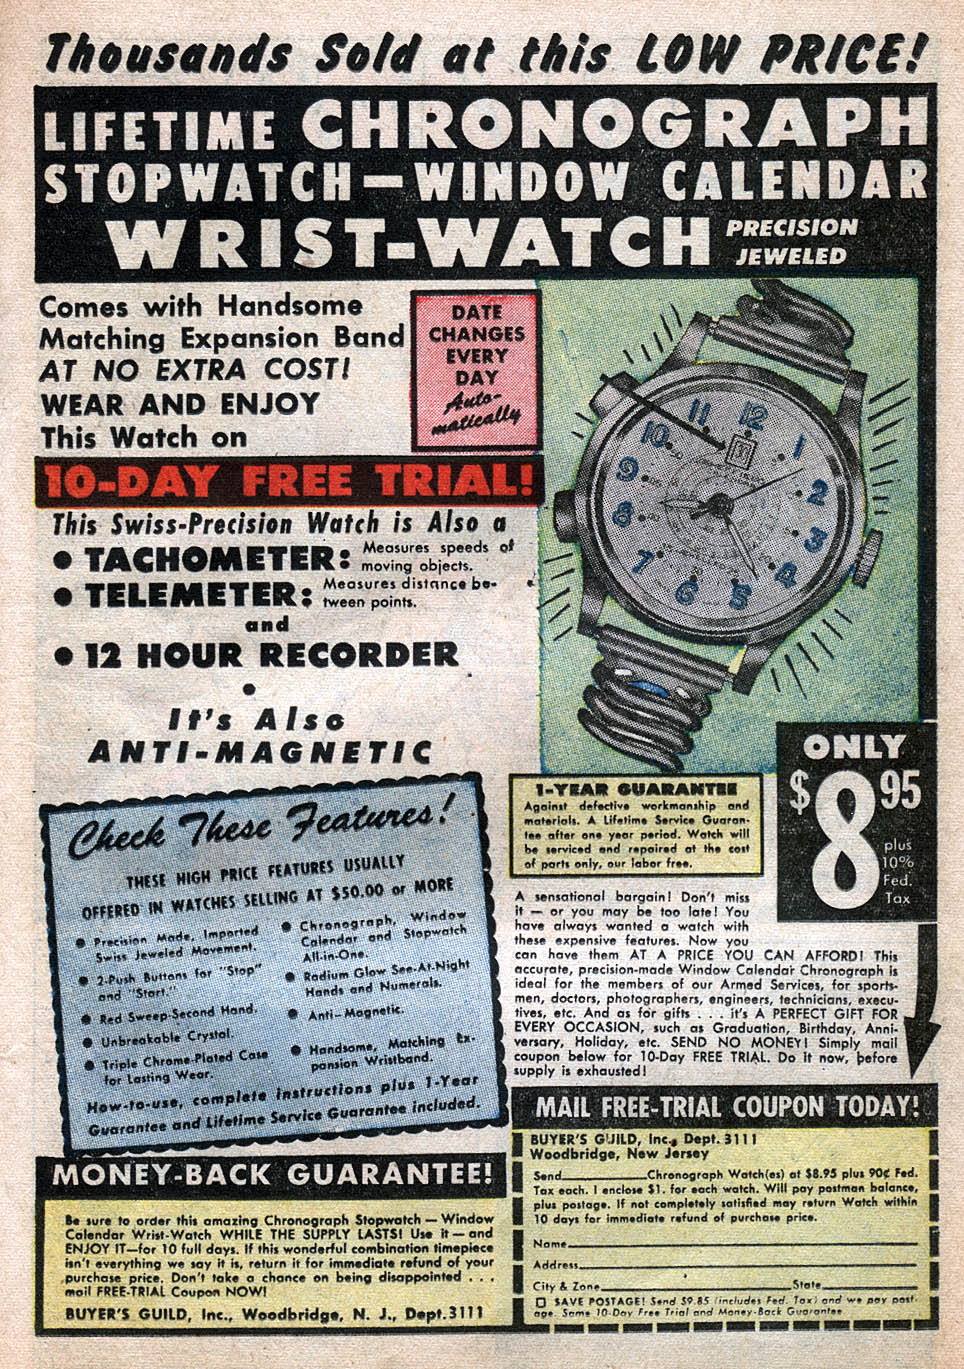 Thousands Sold at this LOW PRICE!
LIFETIME CHRONOGRAPH
STOPWATCH—WINDOW CALENDAR
WRIST-WATCH PRECISION
JEWELED
Comes with Handsome
Matching Expansion Band
AT NO EXTRA COST!
WEAR AND ENJOY
This Watch on
DATE
CHANGES
EVERY
DAY
Auto-
matically
10-DAY FREE TRIAL!
This Swiss-Precision Watch is Also a
• TACHOMETER: Measures speeds of
moving objects.
• TELEMETER: Measures distance be-
tween points.
and
• 12 HOUR RECORDER
•
It's Also
ANTI-MAGNETIC
12
1
2
3
4
5
6
7
8
9
10
11
ONLY
$8.95
plus
10%
Fed.
Tax
1-YEAR GUARANTEE
Against defective workmanship and
materials. A Lifetime Service Guaran-
tee after one year period. Watch will
be serviced and repaired at the cost
of parts only, our labor free.
Check These Features!
THESE HIGH PRICE FEATURES USUALLY
OFFERED IN WATCHES SELLING AT $50.00 or MORE
• Precision Made, Imported
Swiss Jeweled Movement.
• 2-Push Buttons for "Stop"
and "Start."
• Red Sweep-Second Hand.
• Unbreakable Crystal.
• Triple Chrome-Plated Case
for Lasting Wear.
• Chronograph, Window
Calendar and Stopwatch
All-in-One.
• Radium Glow See-At-Night
Hands and Numerals.
• Anti-Magnetic.
• Handsome, Matching Ex-
pansion Wristband.
How-to-use, complete instructions plus 1-Year
Guarantee and Lifetime Service Guarantee included.
A sensational bargain! Don't miss
it — or you may be too late! You
have always wanted a watch with
these expensive features. Now you
can have them AT A PRICE YOU CAN AFFORD! This
accurate, precision-made Window Calendar Chronograph is
ideal for the members of our Armed Services, for sports-
men, doctors, photographers, engineers, technicians, execu-
tives, etc. And as for gifts . . . it's A PERFECT GIFT FOR
EVERY OCCASION, such as Graduation, Birthday, Anni-
versary, Holiday, etc. SEND NO MONEY! Simply mail
coupon below for 10-Day FREE TRIAL. Do it now, before
supply is exhausted!
MONEY-BACK GUARANTEE!
Be sure to order this amazing Chronograph Stopwatch — Window
Calendar Wrist-Watch WHILE THE SUPPLY LASTS! Use it — and
ENJOY IT—for 10 full days. If this wonderful combination timepiece
isn't everything we say it is, return it for immediate refund of your
purchase price. Don't take a chance on being disappointed . . .
mail FREE-TRIAL Coupon NOW!
BUYER'S GUILD, Inc., Woodbridge, N. J., Dept. 3111
MAIL FREE-TRIAL COUPON TODAY!
BUYER'S GUILD, Inc., Dept. 3111
Woodbridge, New Jersey
Send________Chronograph Watch(es) at $8.95 plus 90¢ Fed.
Tax each. I enclose $1. for each watch. Will pay postman balance,
plus postage. If not completely satisfied may return Watch within
10 days for immediate refund of purchase price.
Name
Address
City & Zone State
□ SAVE POSTAGE! Send $9.85 (includes Fed. Tax) and we pay post-
age. Same 10-Day Free Trial and Money-Back Guarantee